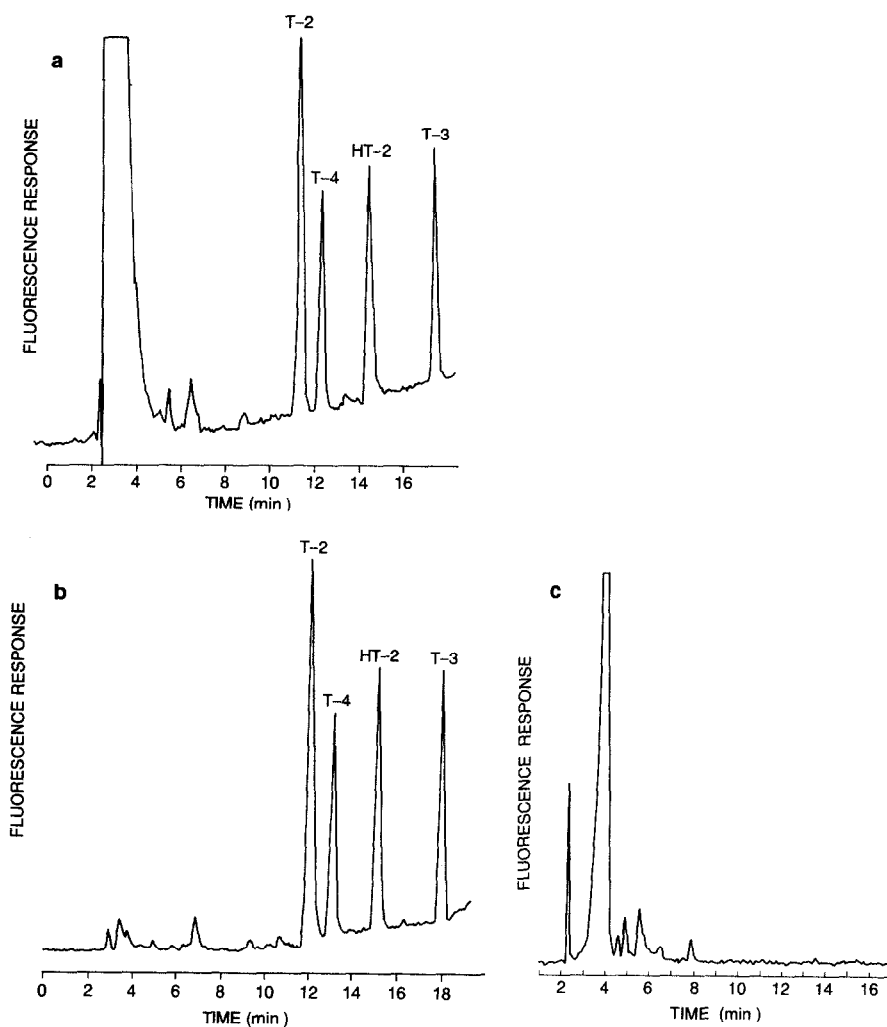 a
FLUORESCENCE RESPONSE
T-2
T-4
HT-2
T-3
0 2 4 6 8 10 12 14 16
TIME (min )
b
FLUORESCENCE RESPONSE
T-2
T-4
HT-2
T-3
0 2 4 6 8 10 12 14 16 18
TIME (min )
c
FLUORESCENCE RESPONSE
2 4 6 8 10 12 14 16
TIME (min )